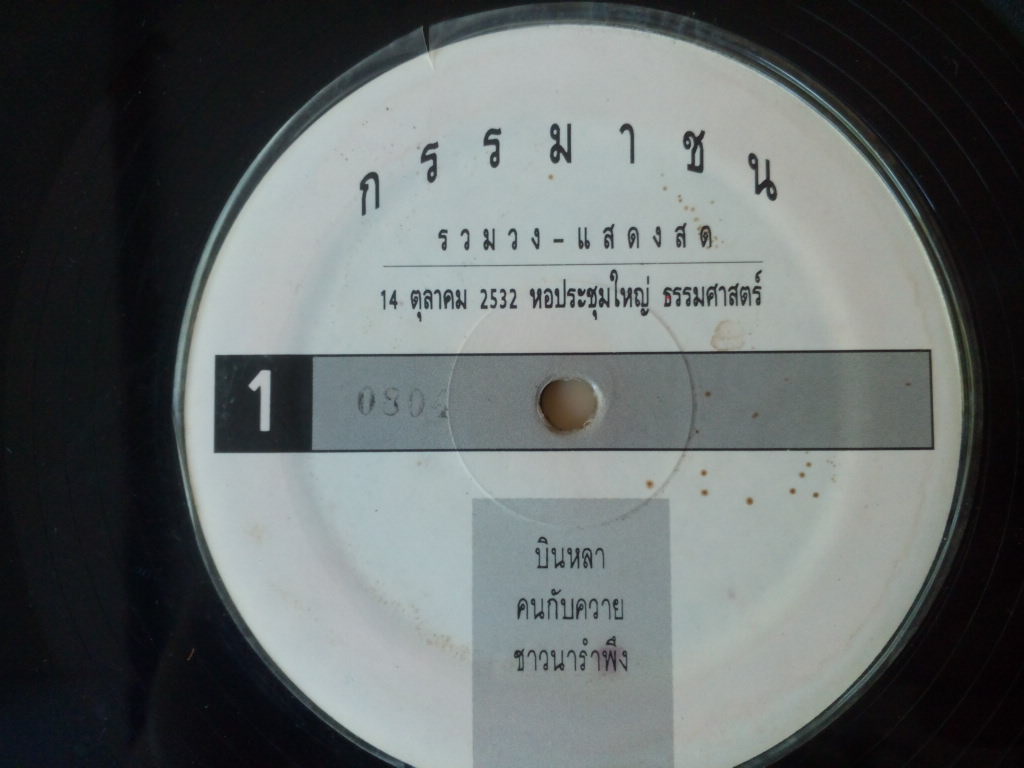 กรรมาชน
รวมวง-แสดงสด
14 ตุลาคม 2532 หอประชุมใหญ่ ธรรมศาสตร์
1
บินหลา
คนกับควาย
ชาวนารำพึง